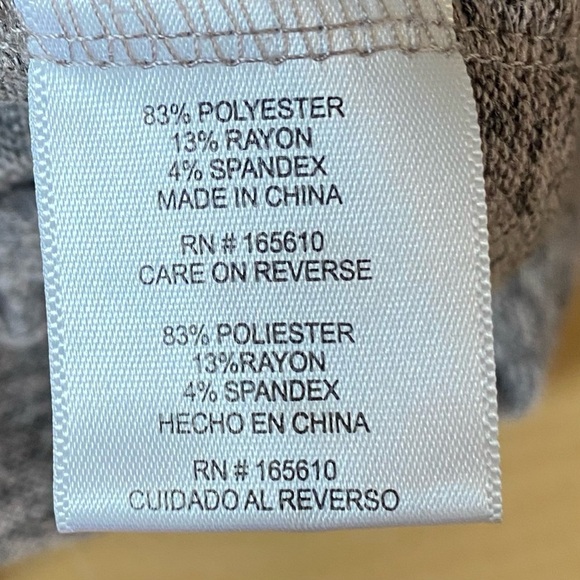 83% POLYESTER
13% RAYON
4% SPANDEX
MADE IN CHINA
RN # 165610
CARE ON REVERSE
83% POLIESTER
13%RAYON
4% SPANDEX
HECHO EN CHINA
RN # 165610
CUIDADO AL REVERSO